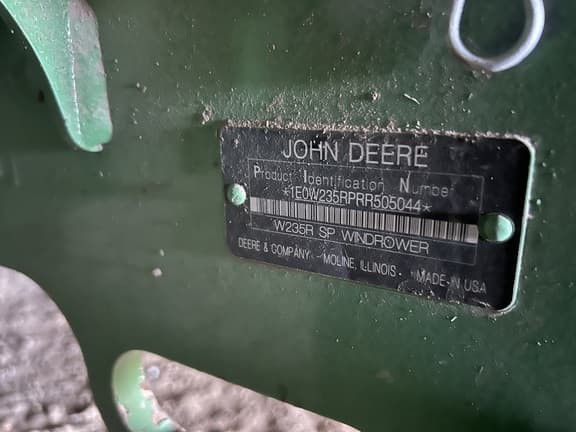 JOHN DEERE
Product Identification Number
*1E0W235RPRR505044*
W235R SP WINDROWER
DEERE & COMPANY MOLINE, ILLINOIS MADE IN USA